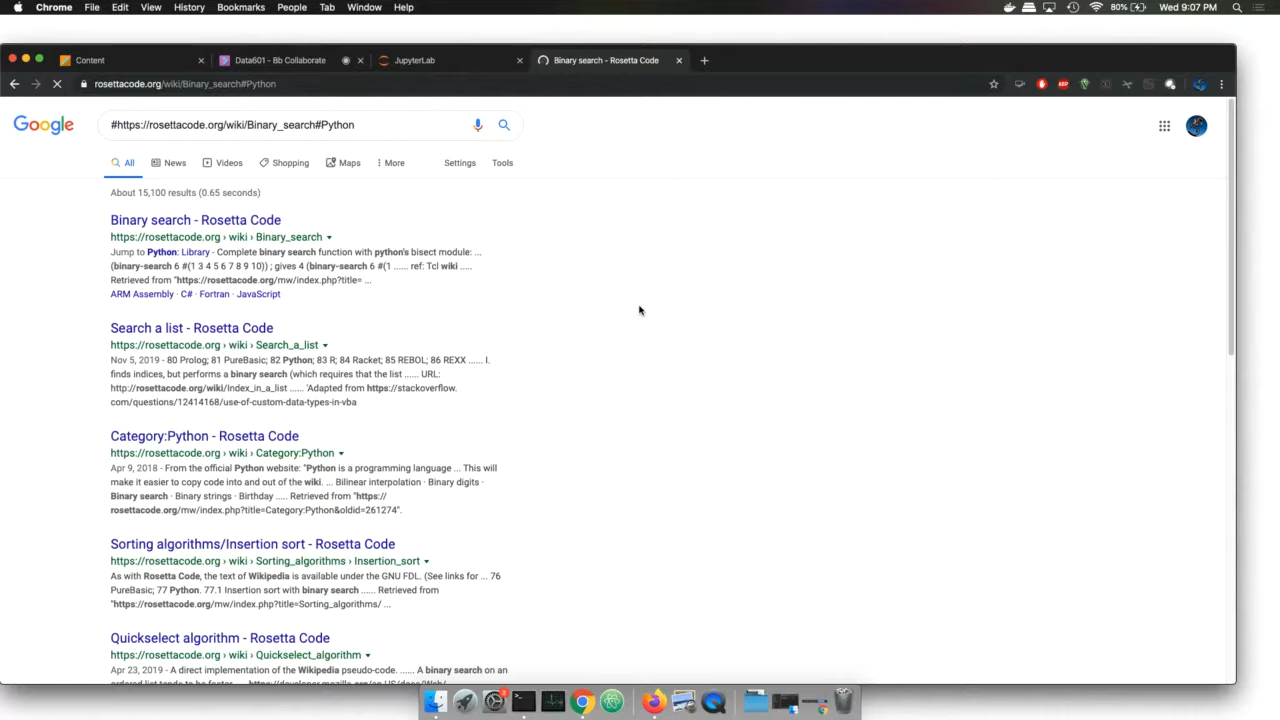 Chrome File Edit View History Bookmarks People Tab Window Help 80% Wed 9:07 PM
Content Data601 - Bb Collaborate JupyterLab Binary search - Rosetta Code
rosettacode.org/wiki/Binary_search#Python
Google #https://rosettacode.org/wiki/Binary_search#Python
All News Videos Shopping Maps More Settings Tools
About 15,100 results (0.65 seconds)
Binary search - Rosetta Code
https://rosettacode.org › wiki › Binary_search
Jump to Python: Library - Complete binary search function with python's bisect module: ...
(binary-search 6 #(1 3 4 5 6 7 8 9 10)) ; gives 4 (binary-search 6 #(1 ...... ref: Tcl wiki .....
Retrieved from "https://rosettacode.org/mw/index.php?title= ...
ARM Assembly · C# · Fortran · JavaScript
Search a list - Rosetta Code
https://rosettacode.org › wiki › Search_a_list
Nov 5, 2019 - 80 Prolog; 81 PureBasic; 82 Python; 83 R; 84 Racket; 85 REBOL; 86 REXX ...... I.
finds indices, but performs a binary search (which requires that the list ...... URL:
http://rosettacode.org/wiki/Index_in_a_list ...... 'Adapted from https://stackoverflow.
com/questions/12414168/use-of-custom-data-types-in-vba
Category:Python - Rosetta Code
https://rosettacode.org › wiki › Category:Python
Apr 9, 2018 - From the official Python website: "Python is a programming language ... This will
make it easier to copy code into and out of the wiki. ... Bilinear interpolation · Binary digits ·
Binary search · Binary strings · Birthday ..... Retrieved from "https://
rosettacode.org/mw/index.php?title=Category:Python&oldid=261274".
Sorting algorithms/Insertion sort - Rosetta Code
https://rosettacode.org › wiki › Sorting_algorithms › Insertion_sort
As with Rosetta Code, the text of Wikipedia is available under the GNU FDL. (See links for ... 76
PureBasic; 77 Python. 77.1 Insertion sort with binary search ...... Retrieved from
"https://rosettacode.org/mw/index.php?title=Sorting_algorithms/ ...
Quickselect algorithm - Rosetta Code
https://rosettacode.org › wiki › Quickselect_algorithm
Apr 23, 2019 - A direct implementation of the Wikipedia pseudo-code. ...... A binary search on an